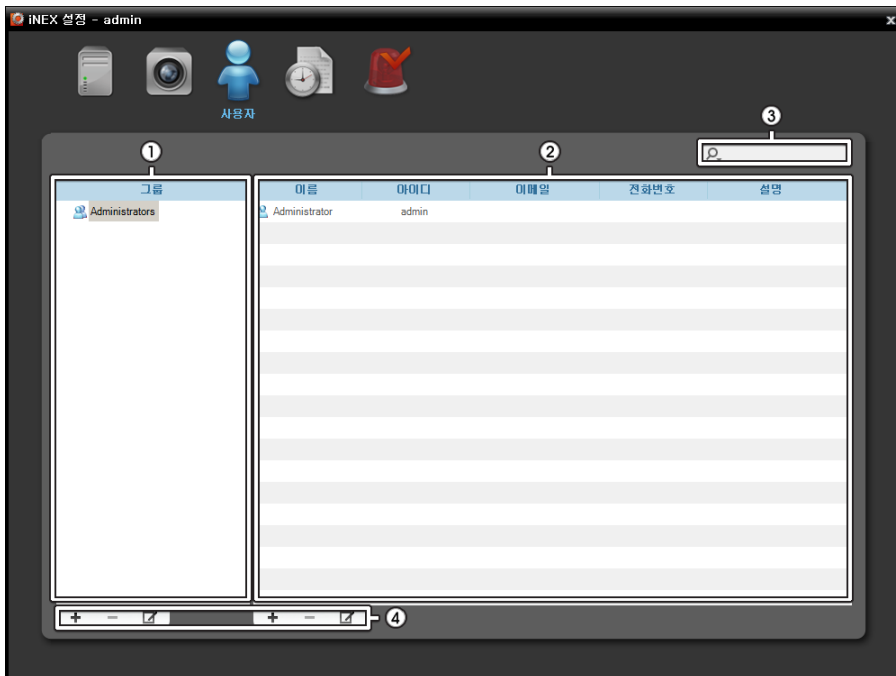 iNEX 설정 - admin
x
사용자
③
① ②
그룹 이름 아이디 이메일 전화번호 설명
Administrators Administrator admin
④